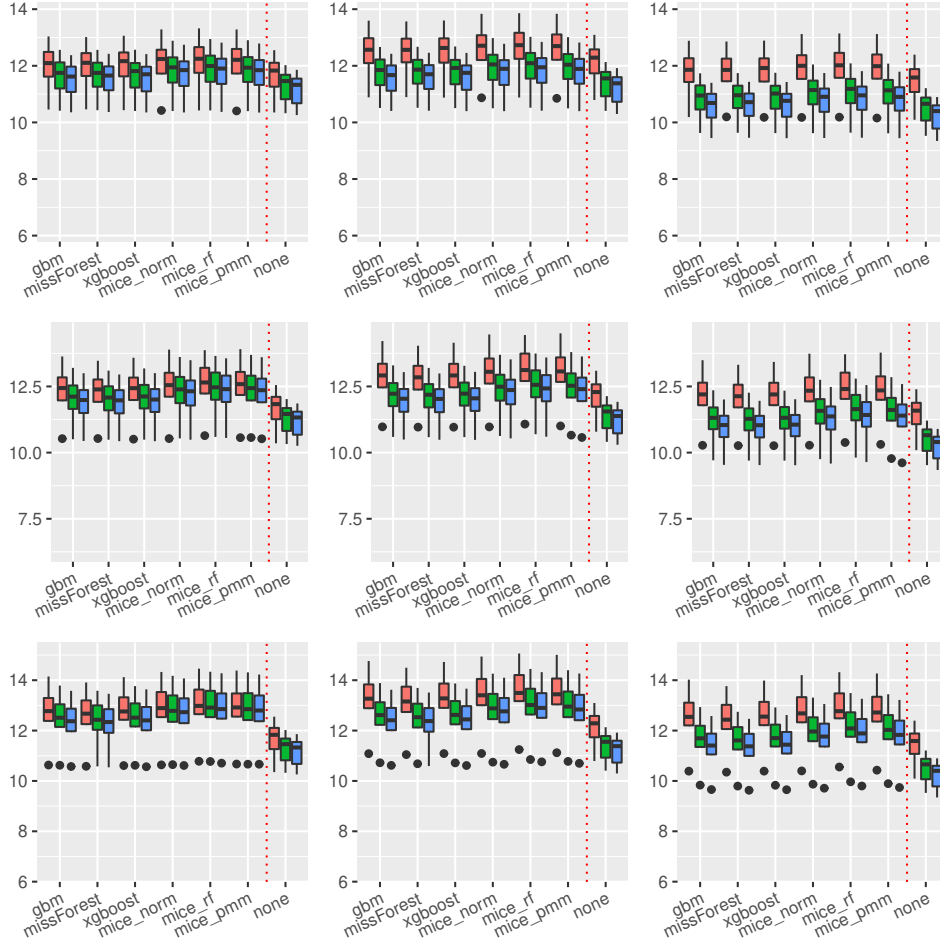 14
12
10
8
6
gbm
missForest
xgboost
mice_norm
mice_rf
mice_pmm
none
14
12
10
8
6
gbm
missForest
xgboost
mice_norm
mice_rf
mice_pmm
none
14
12
10
8
6
gbm
missForest
xgboost
mice_norm
mice_rf
mice_pmm
none
12.5
10.0
7.5
gbm
missForest
xgboost
mice_norm
mice_rf
mice_pmm
none
12.5
10.0
7.5
gbm
missForest
xgboost
mice_norm
mice_rf
mice_pmm
none
12.5
10.0
7.5
gbm
missForest
xgboost
mice_norm
mice_rf
mice_pmm
none
14
12
10
8
6
gbm
missForest
xgboost
mice_norm
mice_rf
mice_pmm
none
14
12
10
8
6
gbm
missForest
xgboost
mice_norm
mice_rf
mice_pmm
none
14
12
10
8
6
gbm
missForest
xgboost
mice_norm
mice_rf
mice_pmm
none